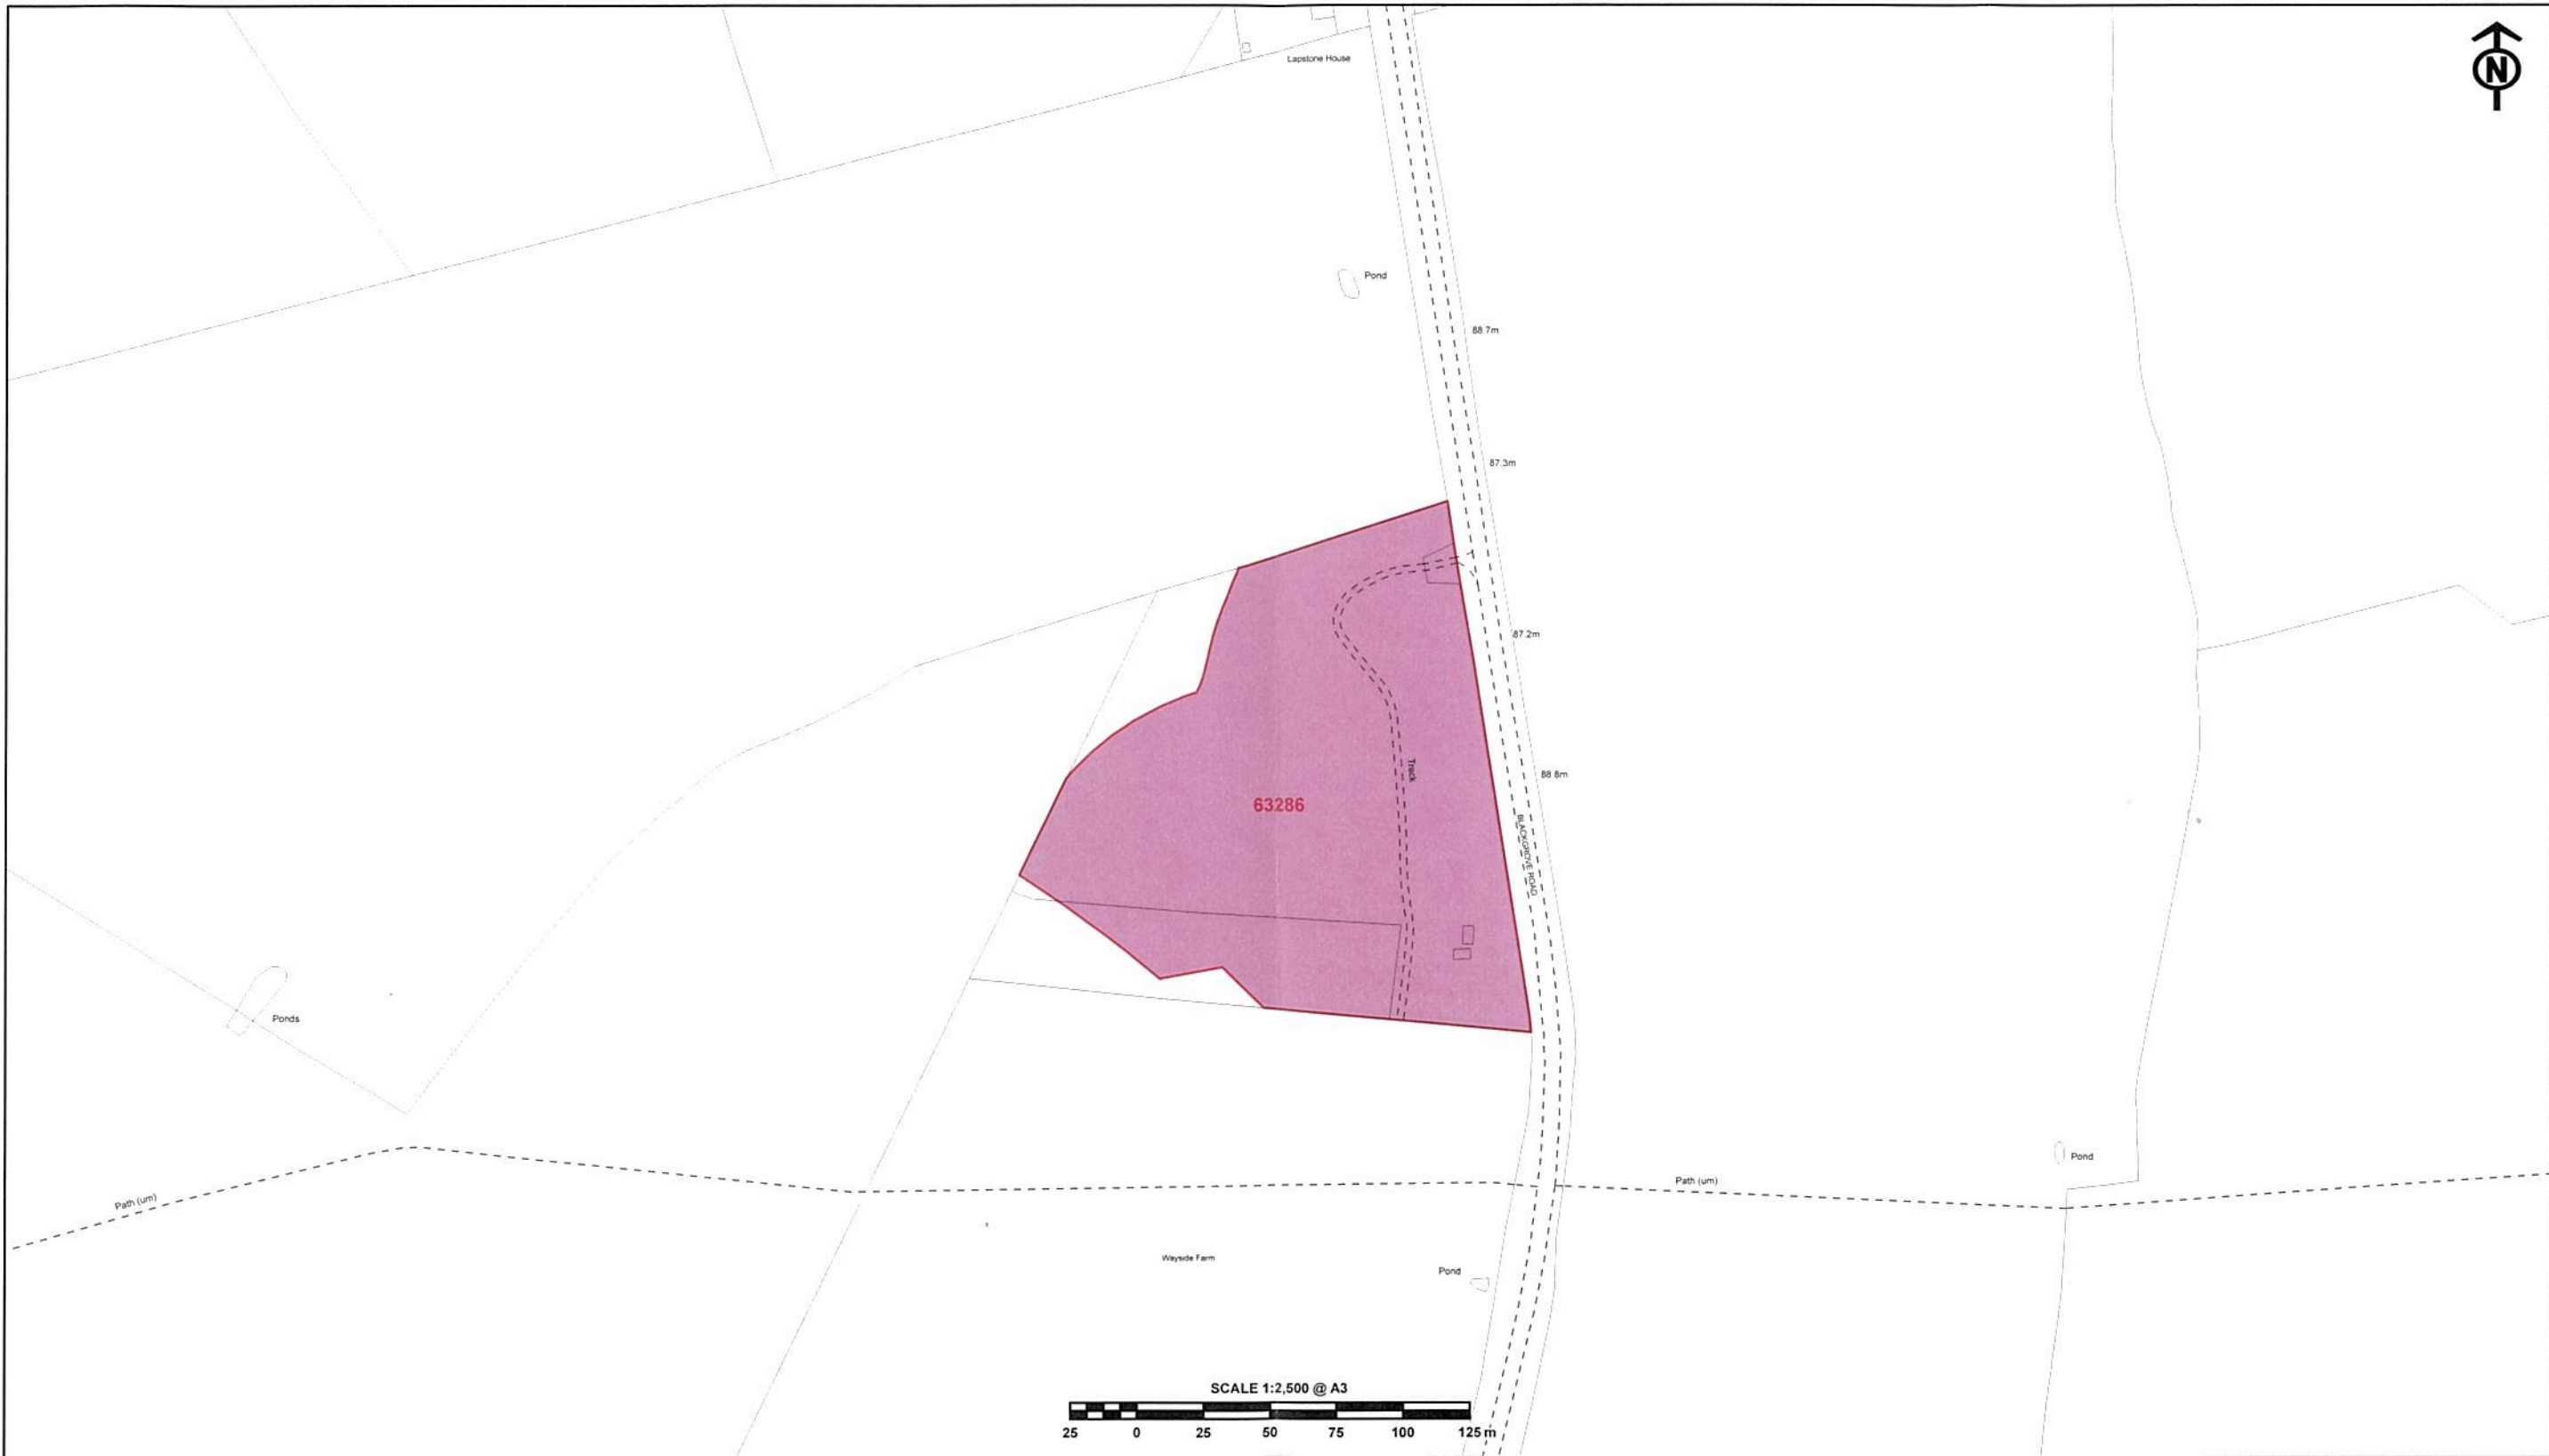 N
Lapstone House
Pond
88.7m
87.3m
87.2m
Track
88.8m
63286
BLACKGROVE ROAD
Ponds
Pond
Path (um)
Path (um)
Wayside Farm
Pond
SCALE 1:2,500 @ A3
25 0 25 50 75 100 125 m